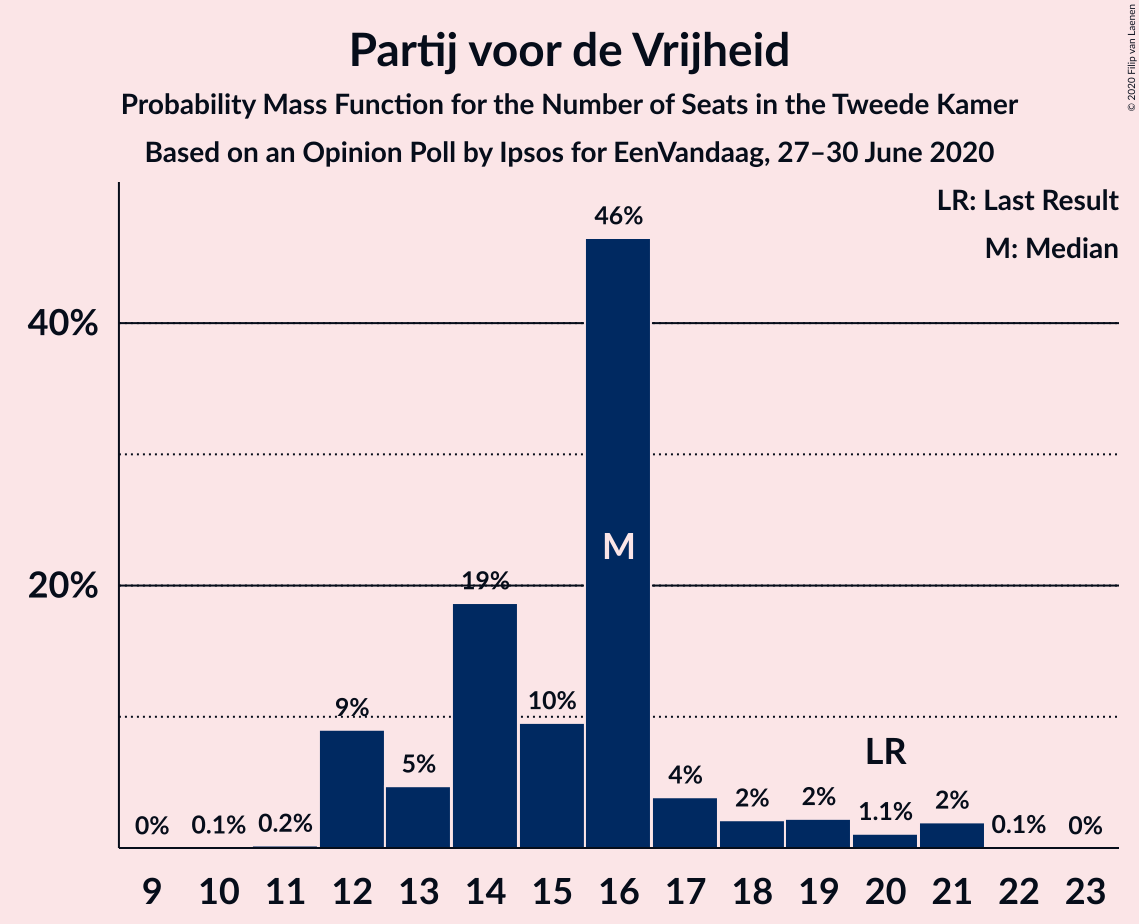 Partij voor de Vrijheid
Probability Mass Function for the Number of Seats in the Tweede Kamer
Based on an Opinion Poll by Ipsos for EenVandaag, 27–30 June 2020
© 2020 Filip van Laenen
LR: Last Result
M: Median
46%
40%
M
20%
19%
10%
9%
LR
5%
4%
2%
2%
1.1%
2%
0%
0.1%
0.2%
0.1%
0%
9 10 11 12 13 14 15 16 17 18 19 20 21 22 23